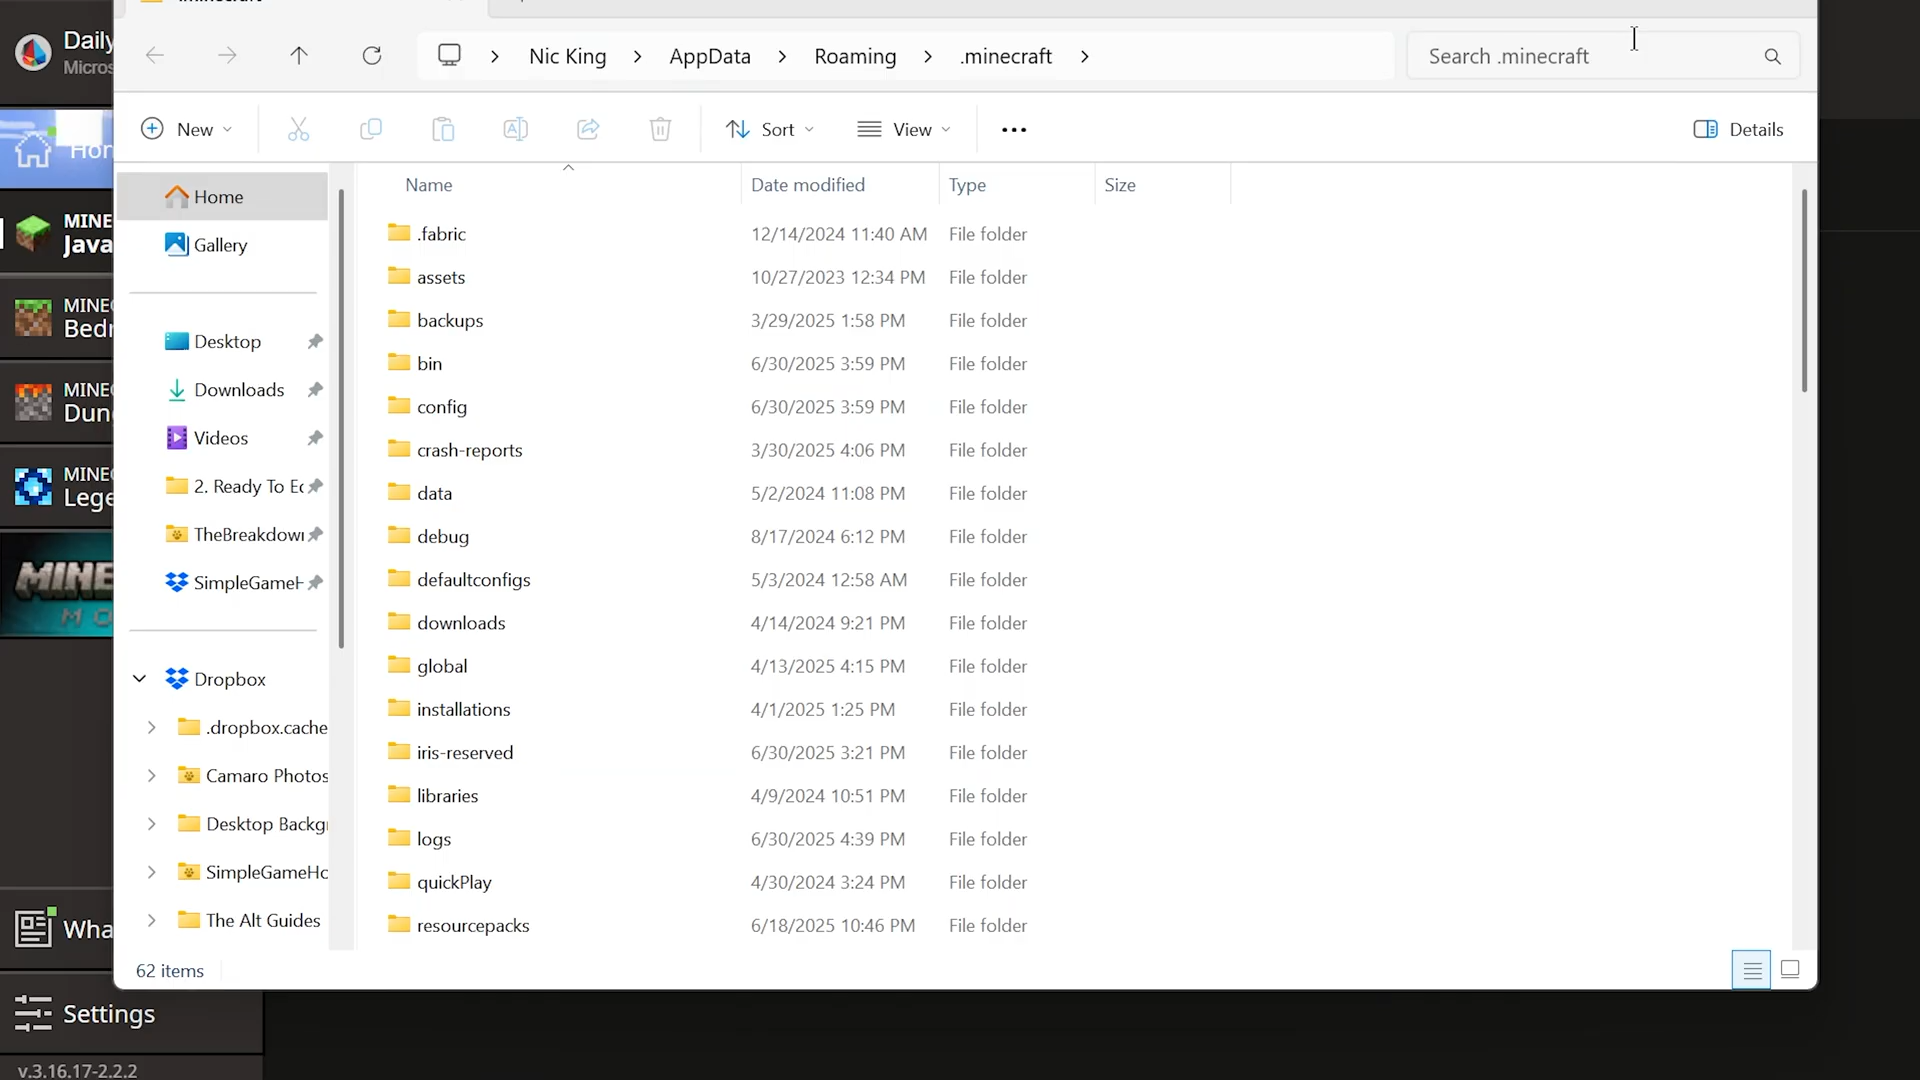 Daily
Micros
Nic King
AppData
Roaming
.minecraft
Search .minecraft
New
Sort
View
Details
Name
Date modified
Type
Size
Home
Gallery
Desktop
Downloads
Videos
2. Ready To Ec
TheBreakdown
SimpleGameH
Dropbox
.dropbox.cache
Camaro Photos
Desktop Backgr
SimpleGameHo
The Alt Guides
.fabric 12/14/2024 11:40 AM File folder
assets 10/27/2023 12:34 PM File folder
backups 3/29/2025 1:58 PM File folder
bin 6/30/2025 3:59 PM File folder
config 6/30/2025 3:59 PM File folder
crash-reports 3/30/2025 4:06 PM File folder
data 5/2/2024 11:08 PM File folder
debug 8/17/2024 6:12 PM File folder
defaultconfigs 5/3/2024 12:58 AM File folder
downloads 4/14/2024 9:21 PM File folder
global 4/13/2025 4:15 PM File folder
installations 4/1/2025 1:25 PM File folder
iris-reserved 6/30/2025 3:21 PM File folder
libraries 4/9/2024 10:51 PM File folder
logs 6/30/2025 4:39 PM File folder
quickPlay 4/30/2024 3:24 PM File folder
resourcepacks 6/18/2025 10:46 PM File folder
62 items
Hom
MINE
Java
MINE
Bedr
MINE
Dun
MINE
Lege
MINE
MO
Wha
Settings
v.3.16.17-2.2.2